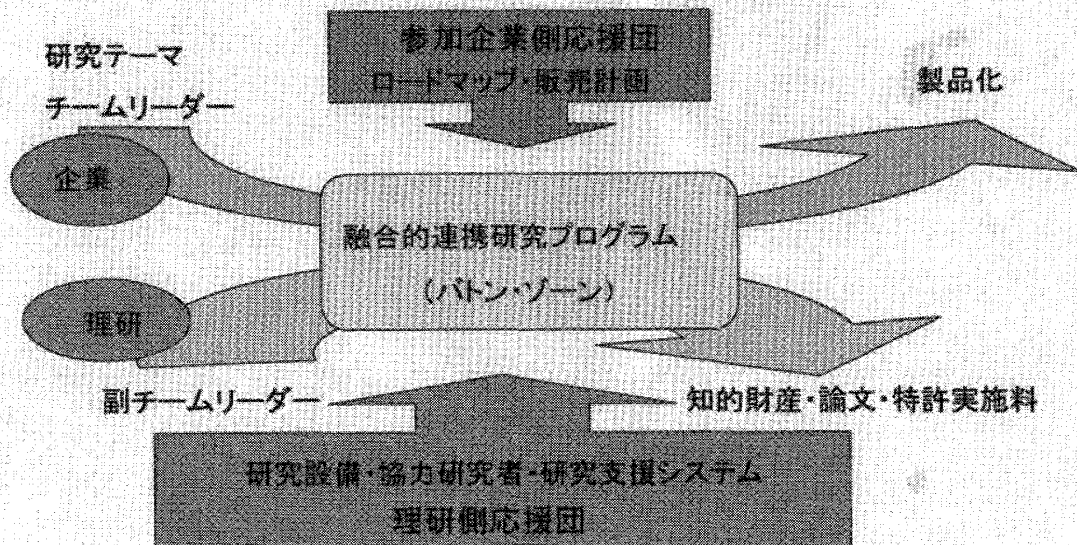 参加企業側応援団
ロードマップ・販売計画
研究テーマ
チームリーダー
製品化
企業
融合的連携研究プログラム
(バトン・ゾーン)
理研
副チームリーダー
知的財産・論文・特許実施料
研究設備・協力研究者・研究支援システム
理研側応援団